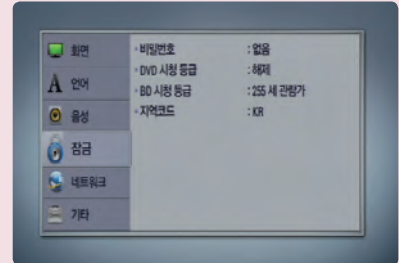 화면
언어
음성
잠금
네트워크
기타
비밀번호 : 없음
DVD 시청 등급 : 해제
BD 시청 등급 : 255 세 관람가
지역코드 : KR